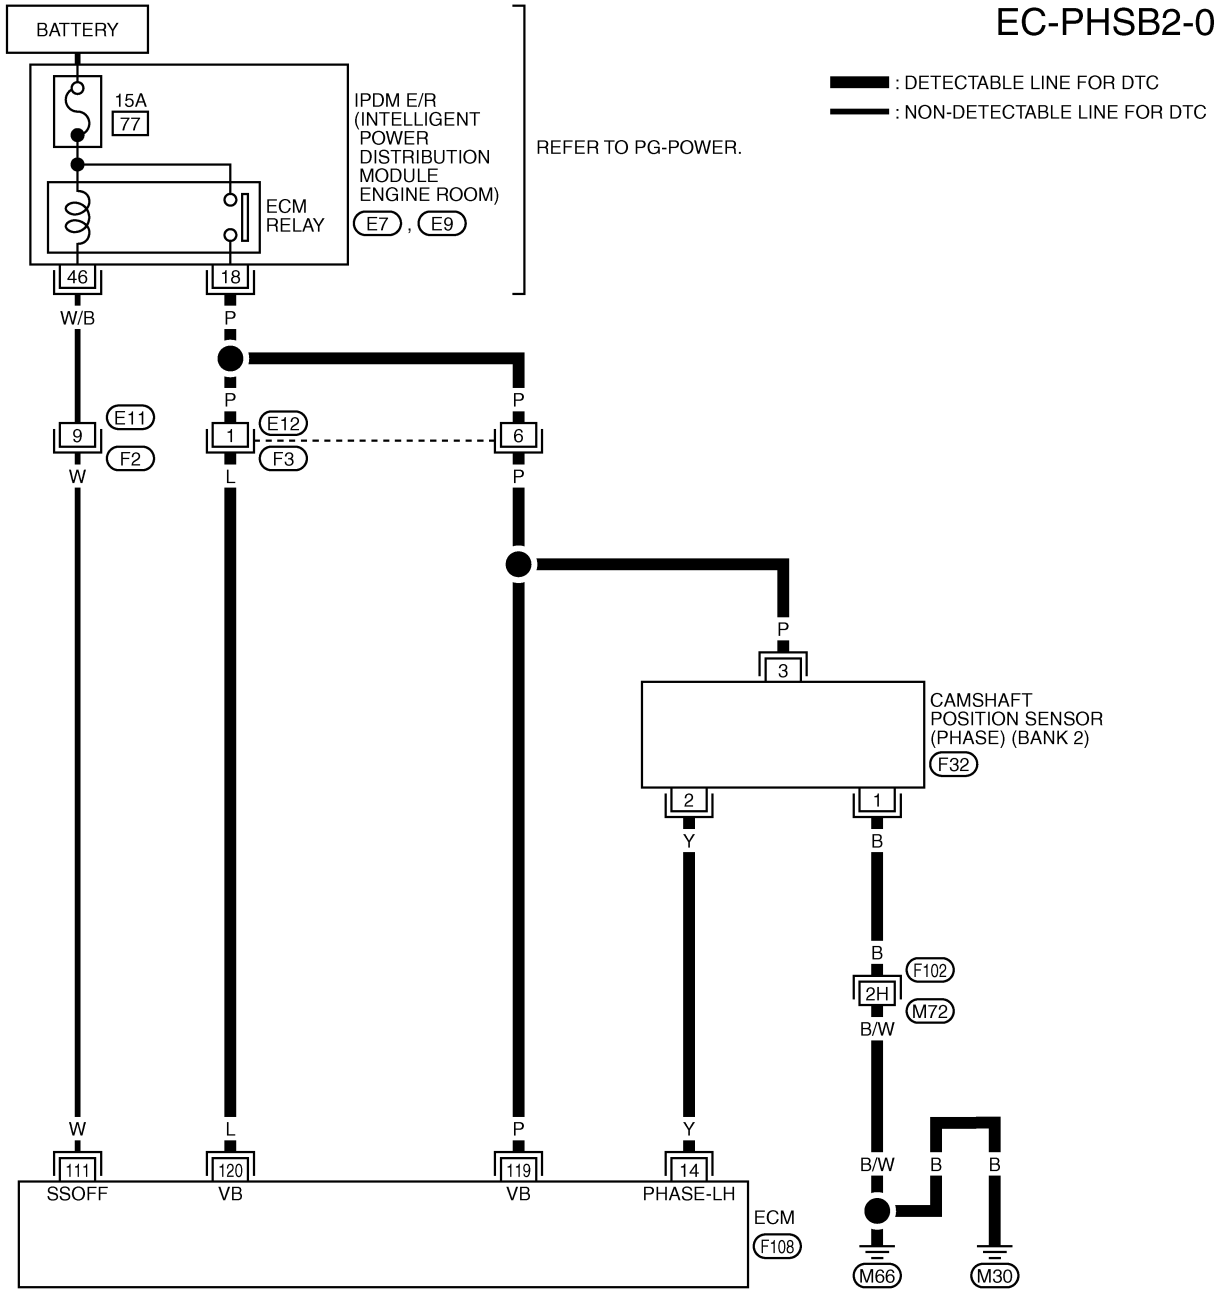 EC-PHSB2-0
BATTERY
: DETECTABLE LINE FOR DTC
: NON-DETECTABLE LINE FOR DTC
15A
77
IPDM E/R
(INTELLIGENT
POWER
DISTRIBUTION
MODULE
ENGINE ROOM)
E7 , E9
REFER TO PG-POWER.
ECM
RELAY
46
18
W/B
P
P
P
9
E11
F2
1
E12
F3
6
W
L
P
P
3
CAMSHAFT
POSITION SENSOR
(PHASE) (BANK 2)
F32
2
1
Y
B
B
2H
F102
M72
B/W
W
L
P
Y
B/W
B
B
111
120
119
14
SSOFF
VB
VB
PHASE-LH
ECM
F108
M66
M30